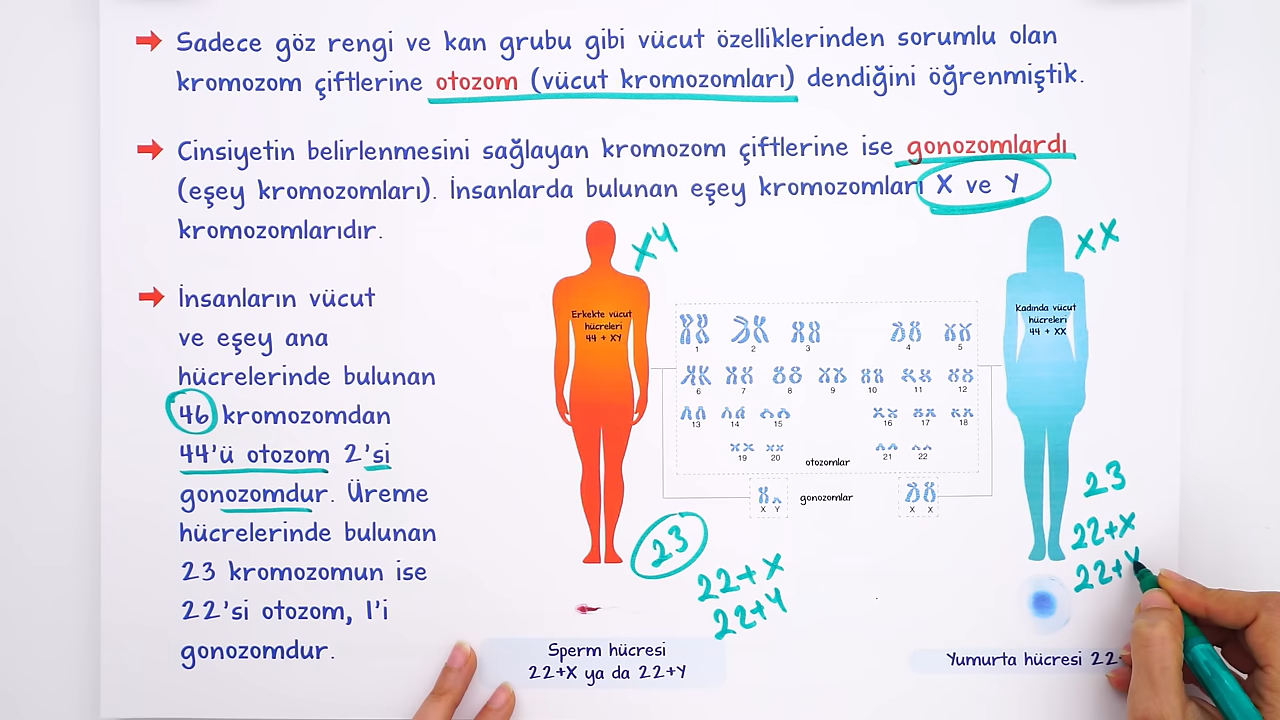 Sadece göz rengi ve kan grubu gibi vücut özelliklerinden sorumlu olan
kromozom çiftlerine otozom (vücut kromozomları) dendiğini öğrenmiştik.
Cinsiyetin belirlenmesini sağlayan kromozom çiftlerine ise gonozomlardı
(eşey kromozomları). İnsanlarda bulunan eşey kromozomları X ve Y
kromozomlarıdır.
İnsanların vücut
ve eşey ana
hücrelerinde bulunan
46 kromozomdan
44'ü otozom 2'si
gonozomdur. Üreme
hücrelerinde bulunan
23 kromozomun ise
22'si otozom, 1'i
gonozomdur.
XY
Erkekte vücut
hücreleri
44 + XY
23
22+X
22+Y
Sperm hücresi
22+X ya da 22+Y
1 2 3 4 5
6 7 8 9 10 11 12
13 14 15 16 17 18
19 20 21 22
otozomlar
gonozomlar
X Y
X X
XX
Kadında vücut
hücreleri
44 + XX
23
22+X
22+
Yumurta hücresi 22+